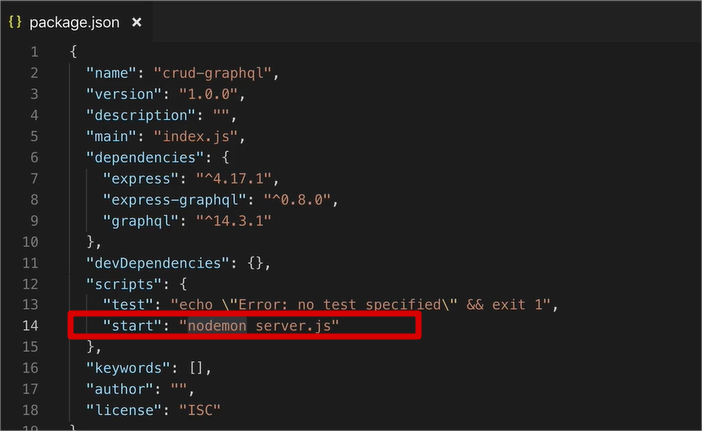 {} package.json ×
1 {
2 "name": "crud-graphql",
3 "version": "1.0.0",
4 "description": "",
5 "main": "index.js",
6 "dependencies": {
7 "express": "^4.17.1",
8 "express-graphql": "^0.8.0",
9 "graphql": "^14.3.1"
10 },
11 "devDependencies": {},
12 "scripts": {
13 "test": "echo \"Error: no test specified\" && exit 1",
14 "start": "nodemon server.js"
15 },
16 "keywords": [],
17 "author": "",
18 "license": "ISC"
}